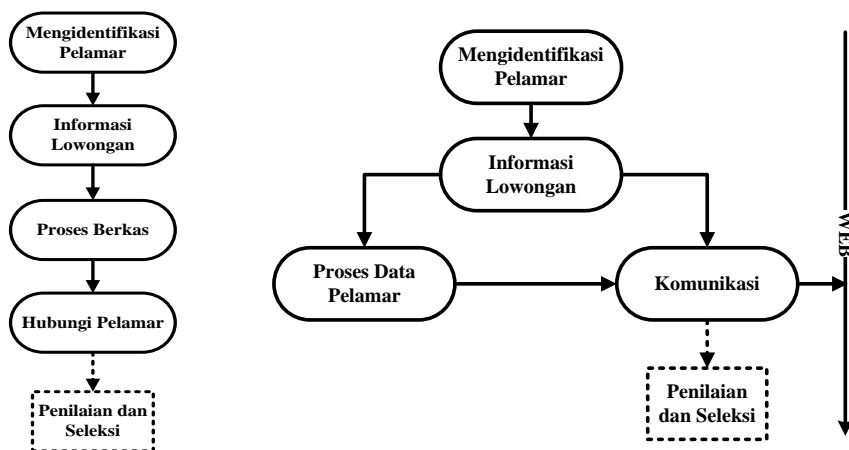 Mengidentifikasi
Pelamar
Informasi
Lowongan
Proses Berkas
Hubungi Pelamar
Penilaian dan
Seleksi
Mengidentifikasi
Pelamar
Informasi
Lowongan
Proses Data
Pelamar
Komunikasi
Penilaian
dan Seleksi
WEB